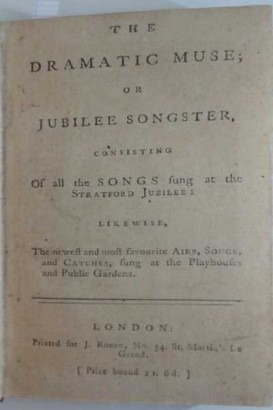 THE
DRAMATIC MUSE;
OR
JUBILEE SONGSTER,
CONSISTING
Of all the SONGS ſung at the
STRATFORD JUBILEE:
LIKEWISE,
The neweſt and moſt favourite AIRS, SONGS,
and CATCHES, ſung at the Playhouſes
and Public Gardens.
LONDON:
Printed for J. Roson, No. 54, St. Martin's Le
Grand.
[ Price bound 2s. 6d. ]